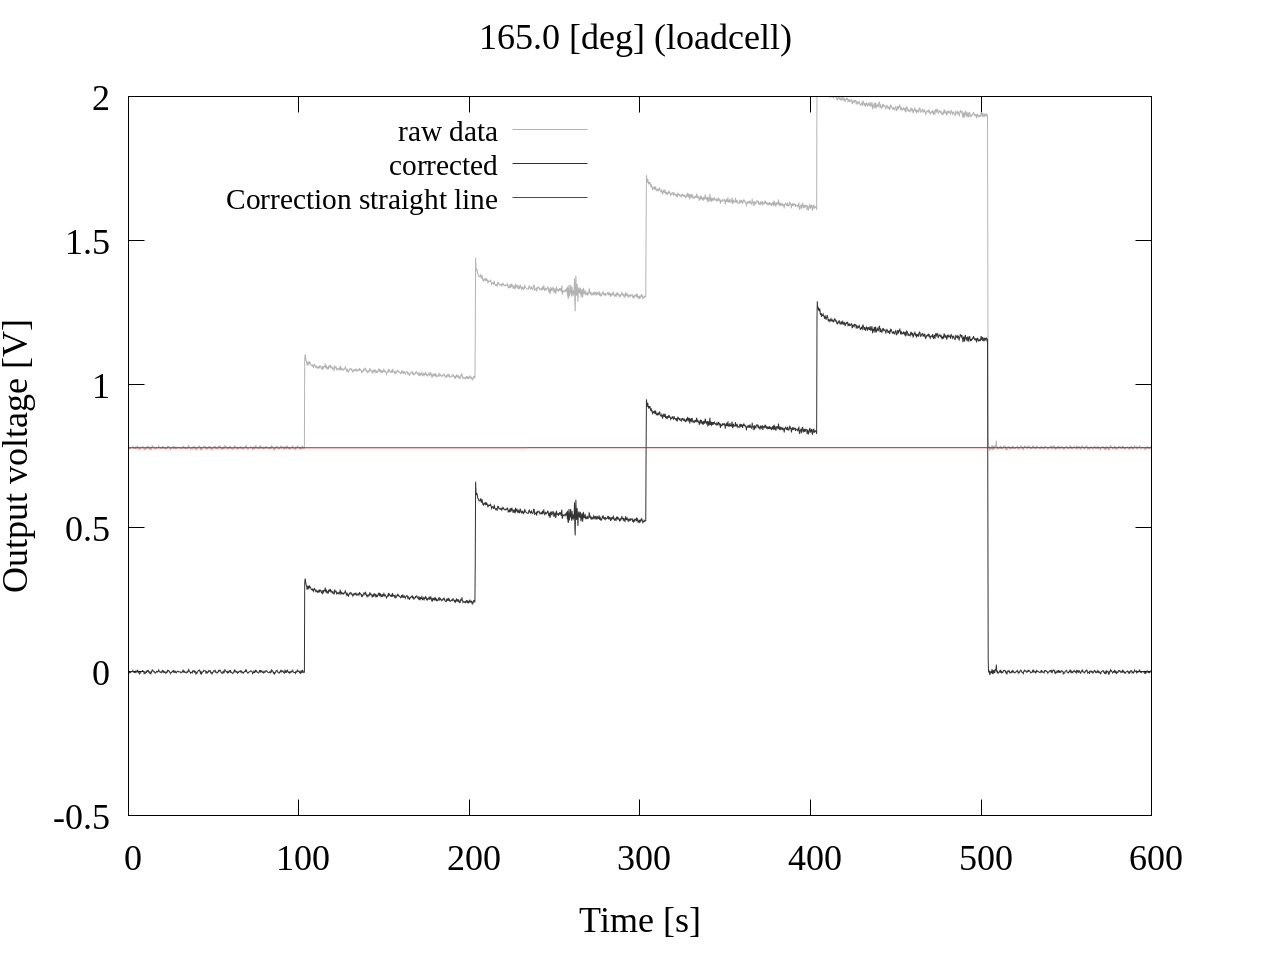 165.0 [deg] (loadcell)
2
raw data
corrected
Correction straight line
1.5
1
0.5
0
-0.5
Output voltage [V]
0 100 200 300 400 500 600
Time [s]